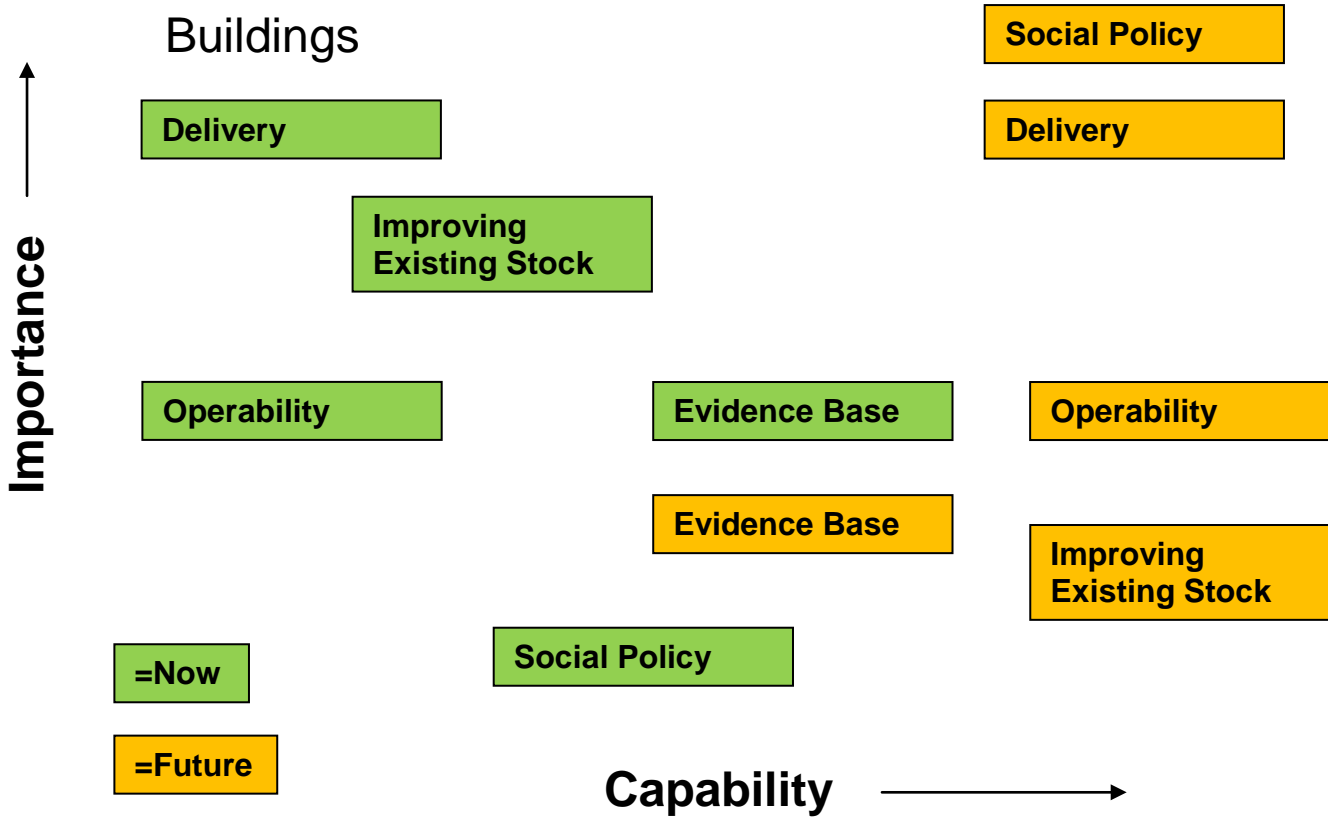 Buildings
Social Policy
Delivery
Delivery
Improving
Existing Stock
Importance
Operability
Evidence Base
Operability
Evidence Base
Improving
Existing Stock
Social Policy
=Now
=Future
Capability